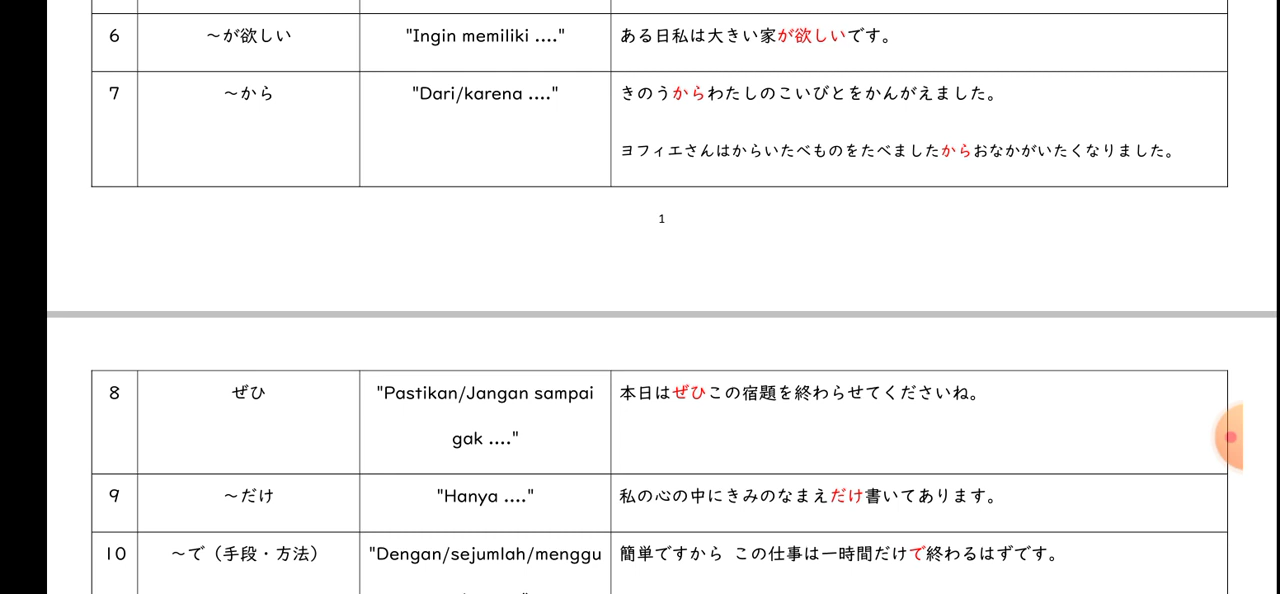 6 ～が欲しい "Ingin memiliki ...." ある日私は大きい家が欲しいです。
7 ～から "Dari/karena ...." きのうからわたしのこいびとをかんがえました。
ヨフィエさんはからいたべものをたべましたからおなかがいたくなりました。
1
8 ぜひ "Pastikan/Jangan sampai 本日はぜひこの宿題を終わらせてくださいね。
gak ...."
9 ～だけ "Hanya ...." 私の心の中にきみのなまえだけ書いてあります。
10 ～で（手段・方法） "Dengan/sejumlah/menggu 簡単ですから この仕事は一時間だけで終わるはずです。